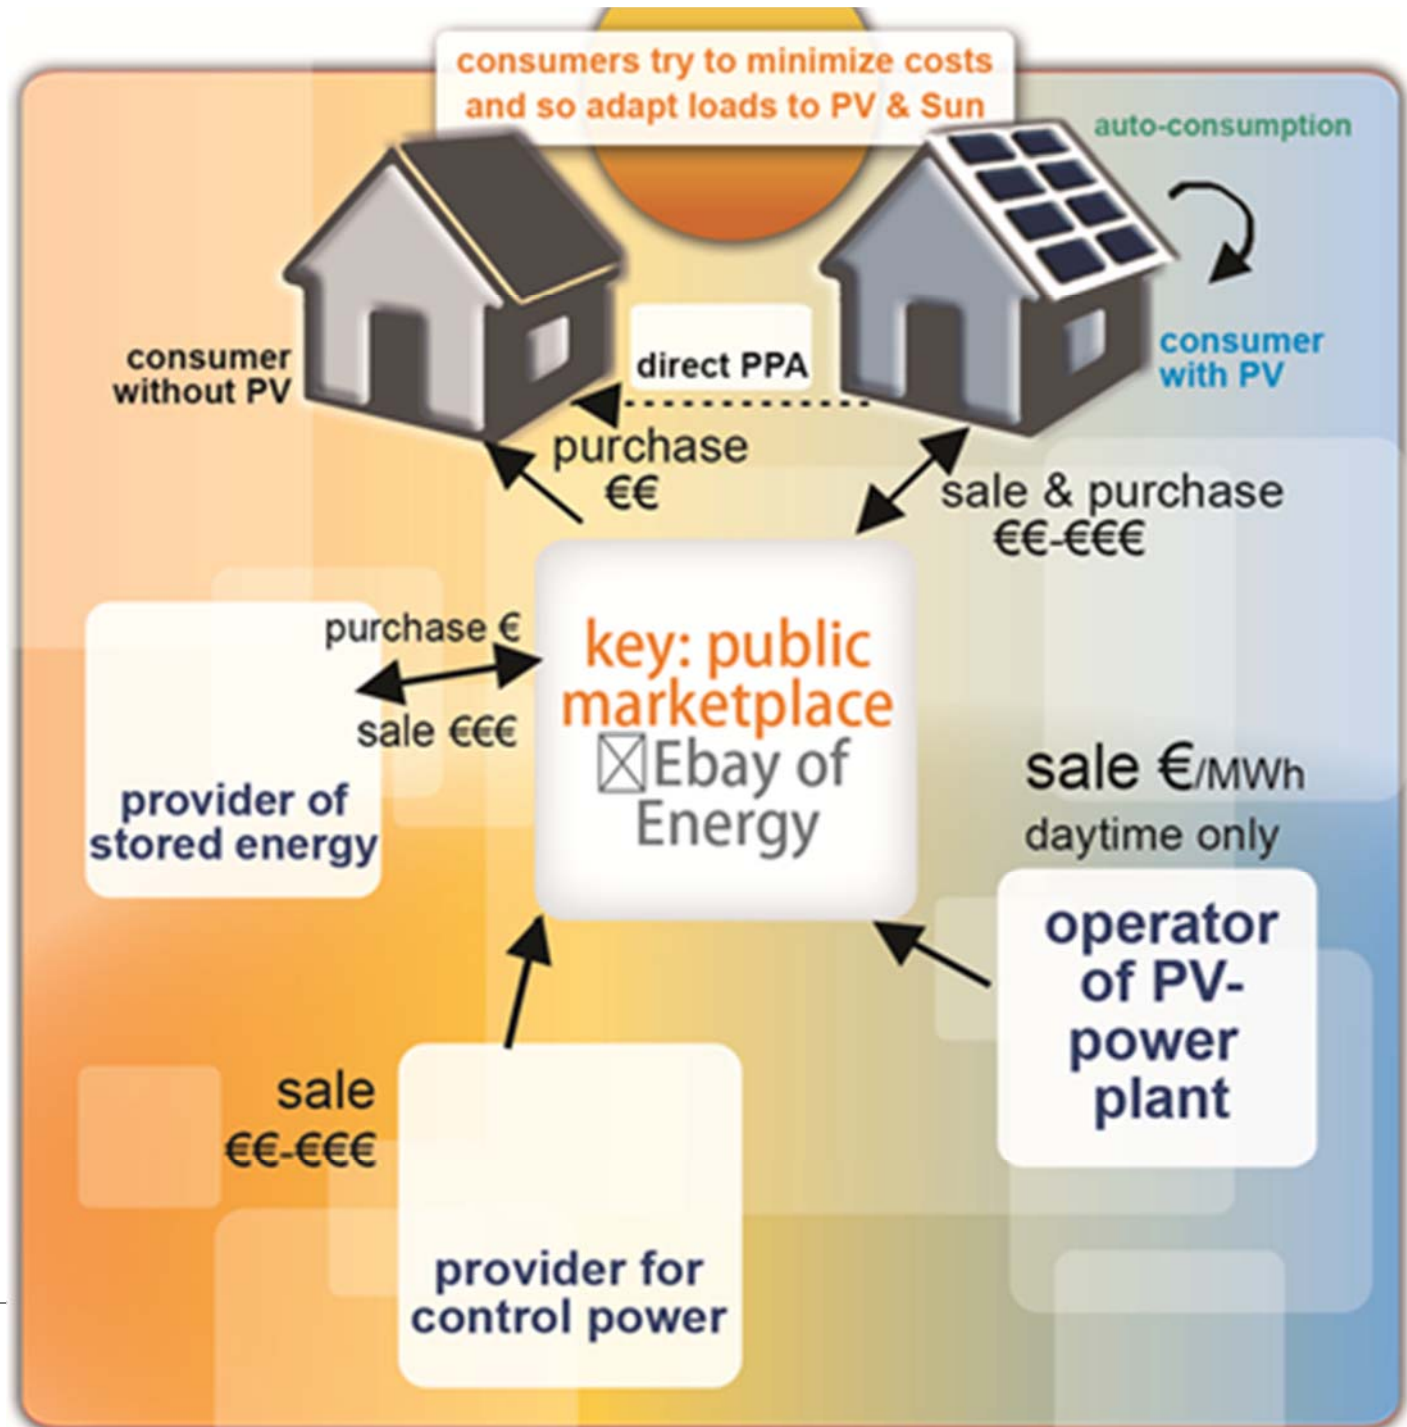 consumers try to minimize costs
and so adapt loads to PV & Sun
auto-consumption
consumer
without PV
direct PPA
consumer
with PV
purchase
€€
sale & purchase
€€-€€€
purchase €
sale €€€
key: public
marketplace
Ebay of
Energy
provider of
stored energy
sale €/MWh
daytime only
operator
of PV-
power
plant
sale
€€-€€€
provider for
control power